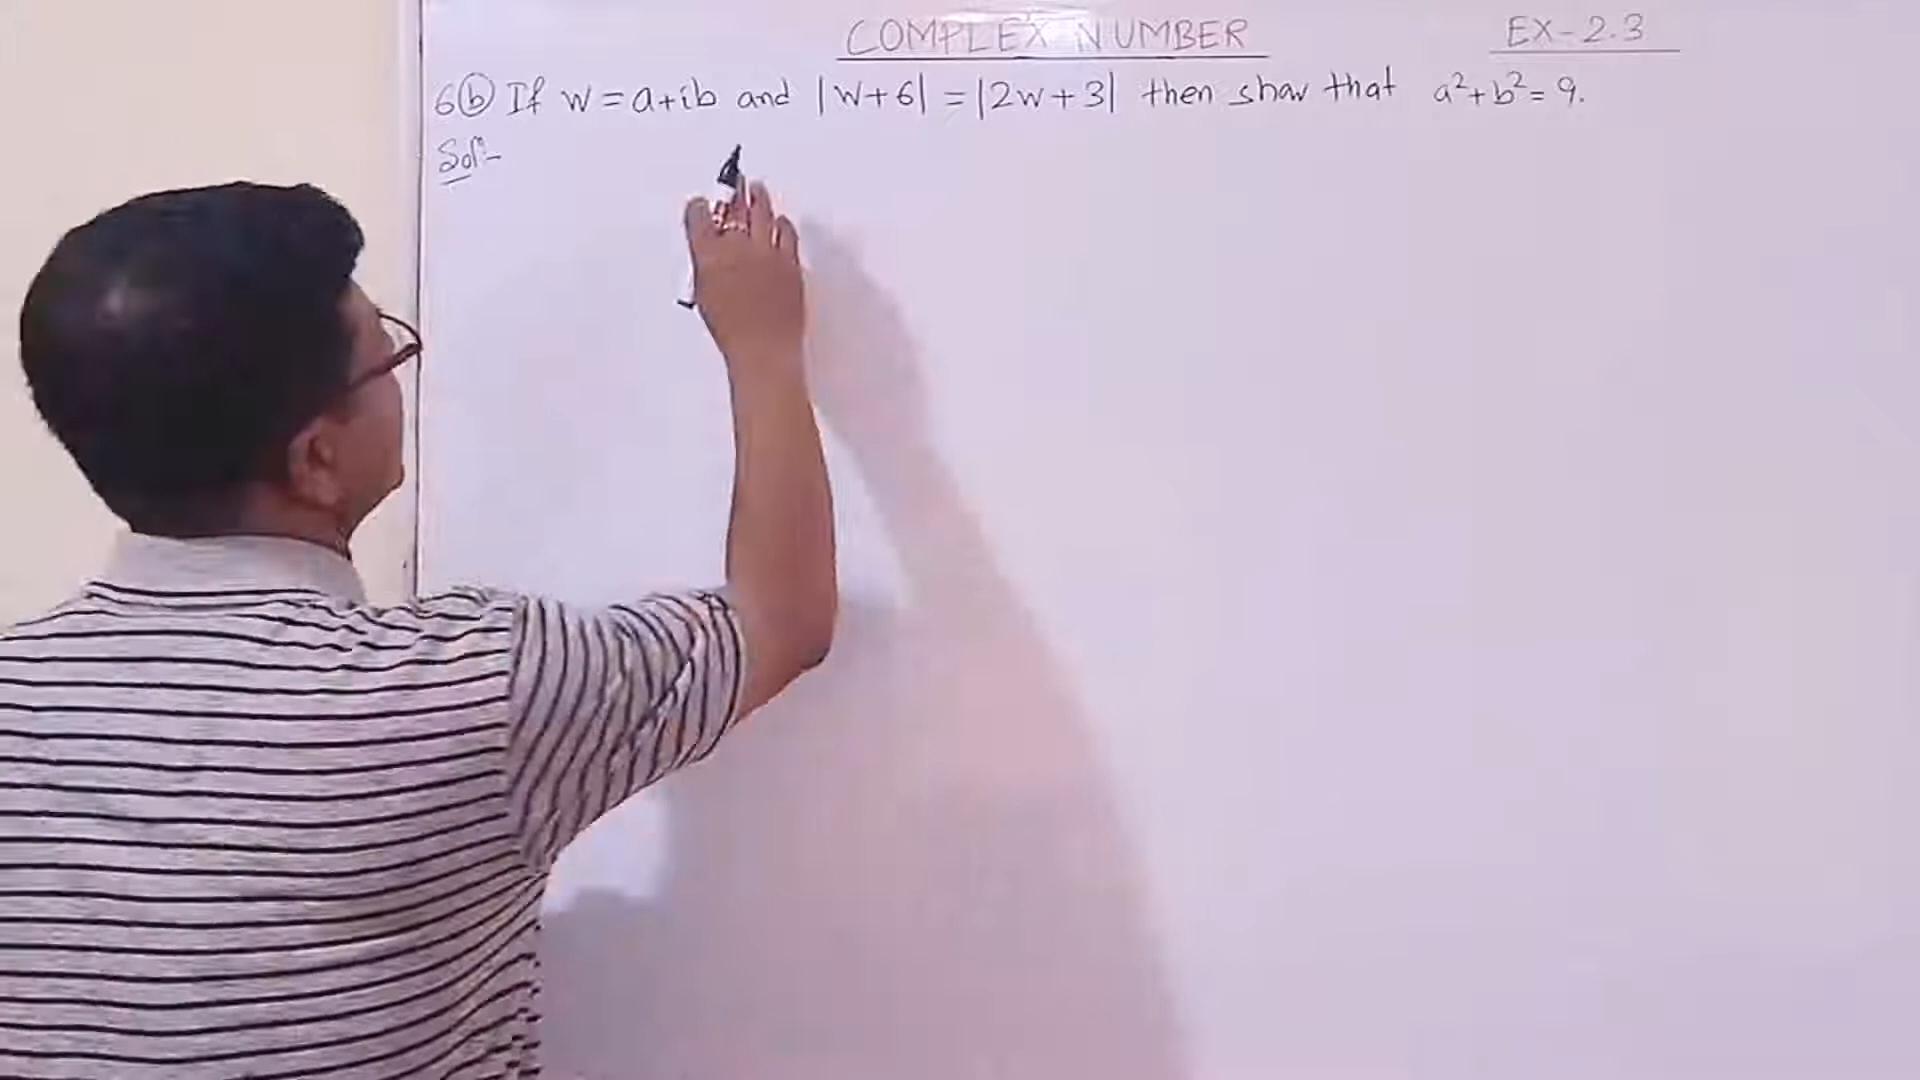 COMPLEX NUMBER EX-2.3
6(b) If w = a+ib and |w+6| = |2w+3| then show that a²+b² = 9.
Solⁿ:-